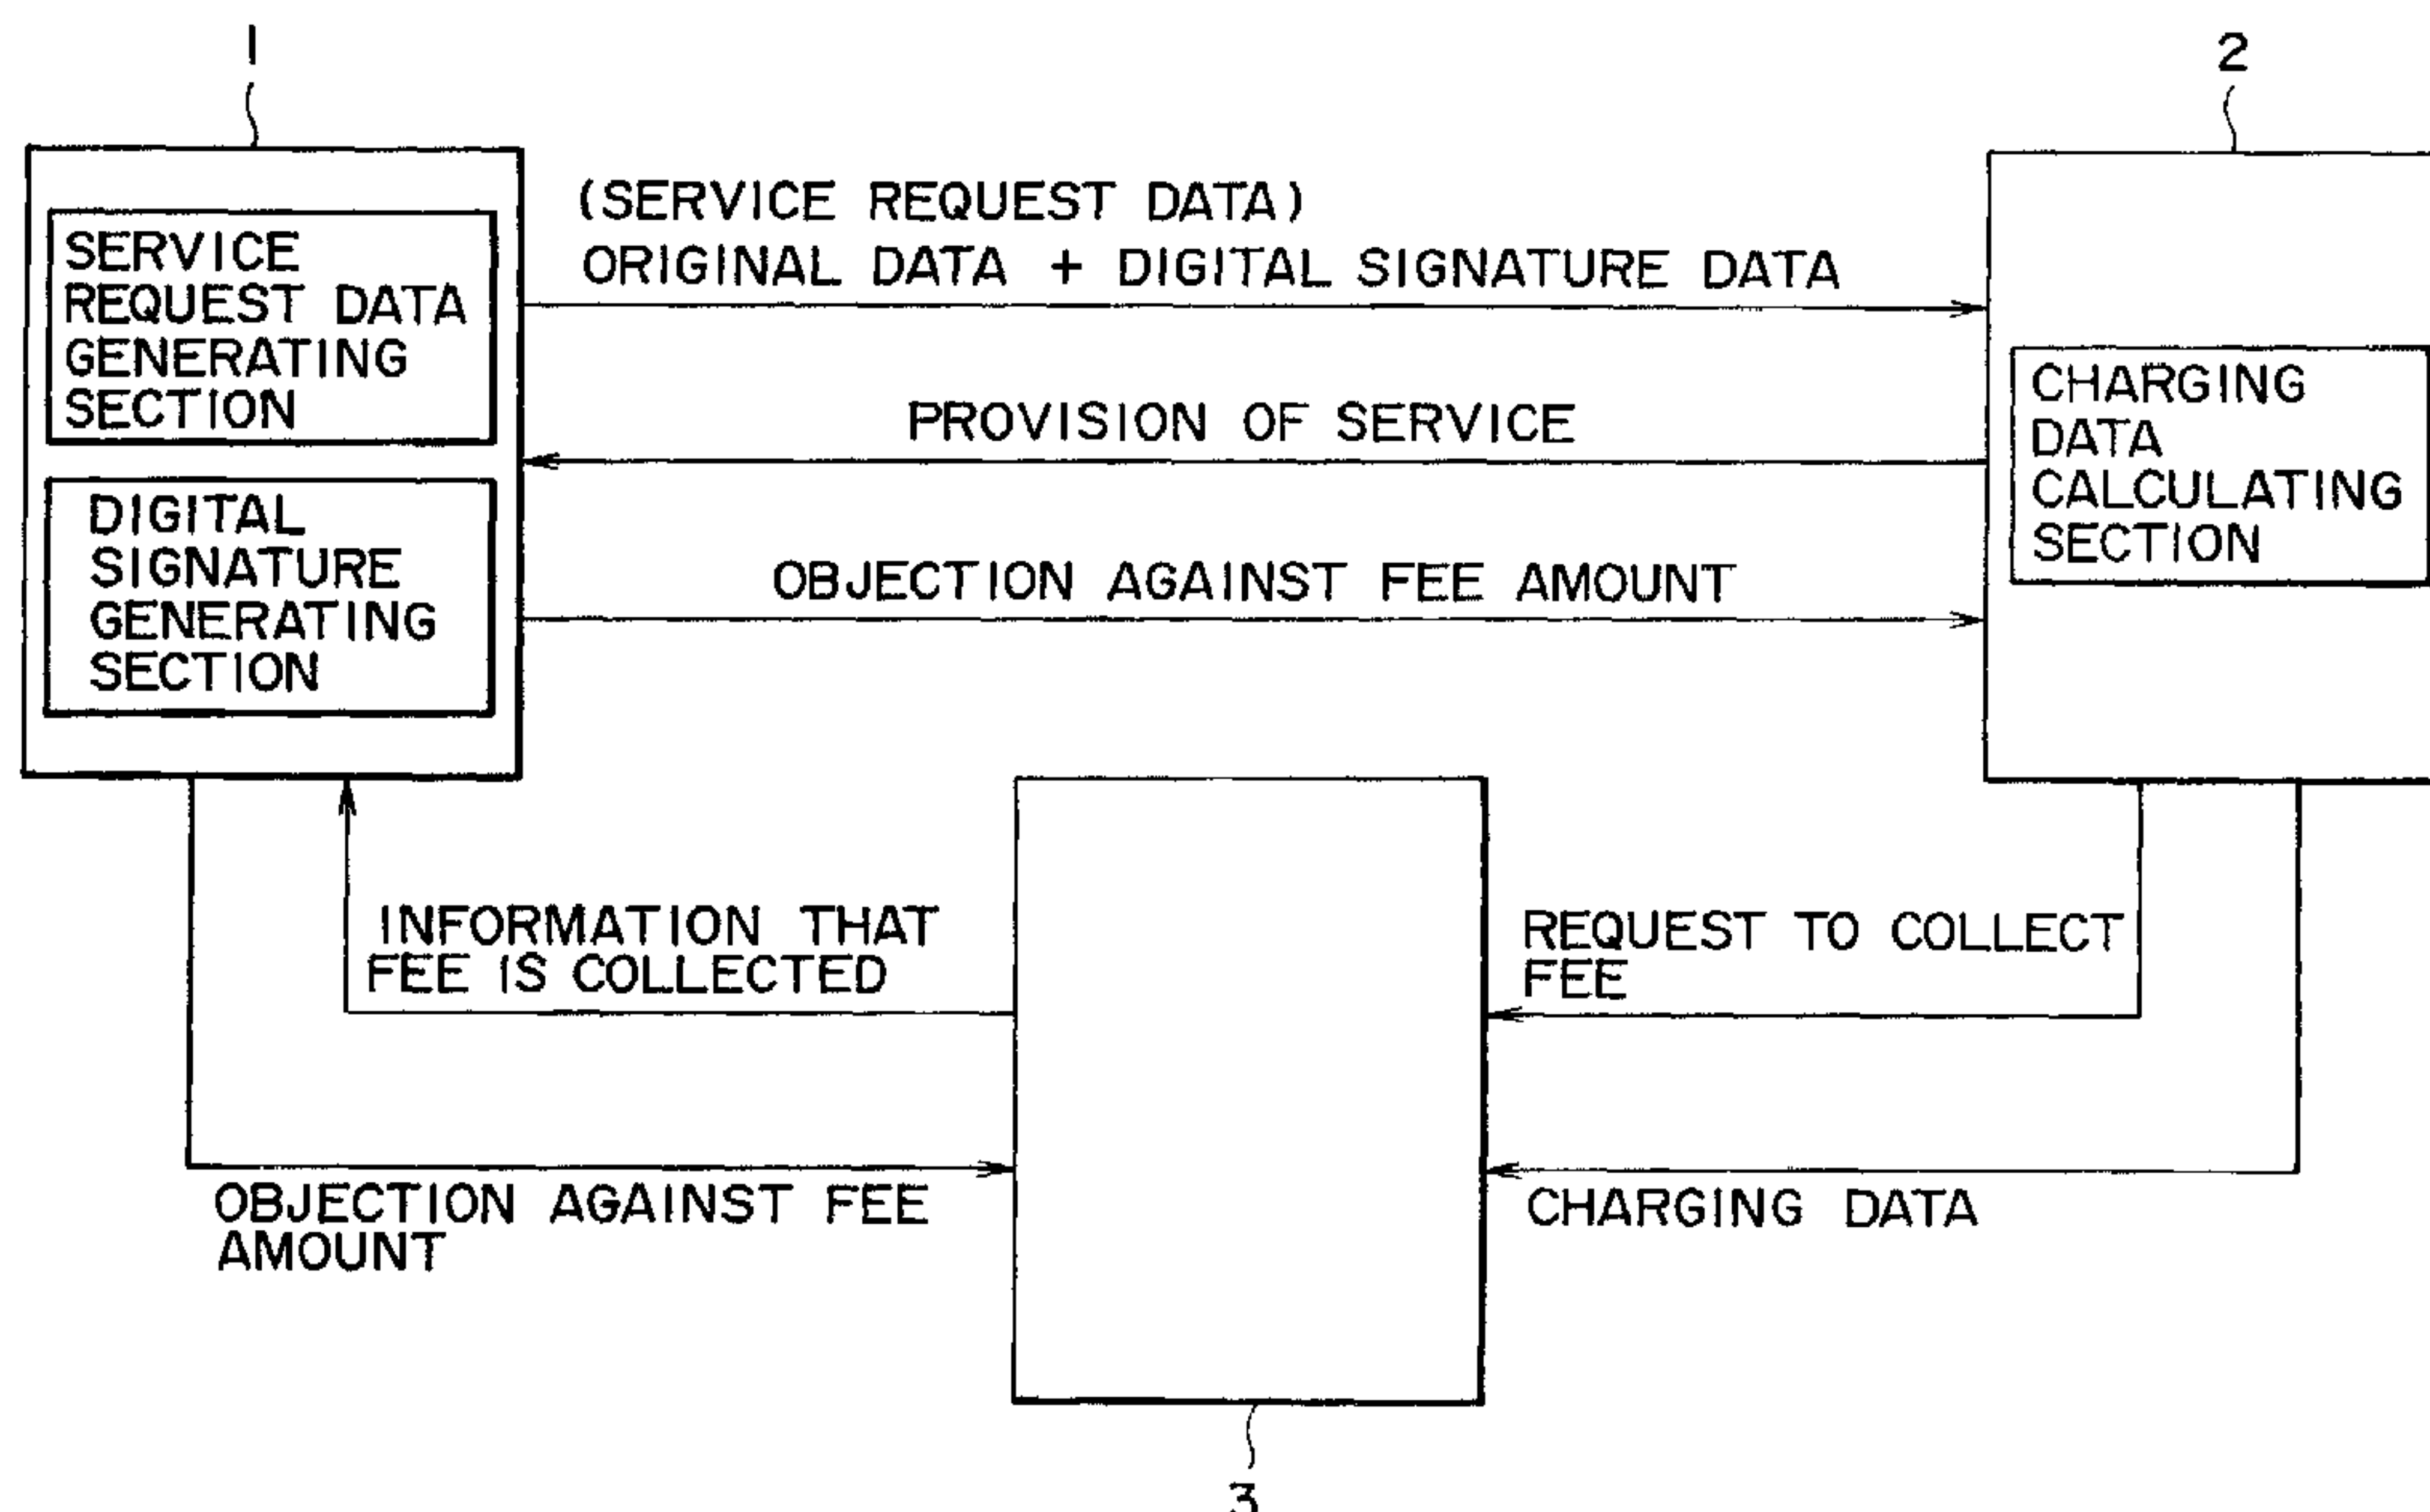 1
2
(SERVICE REQUEST DATA)
ORIGINAL DATA + DIGITAL SIGNATURE DATA
SERVICE
REQUEST DATA
GENERATING
SECTION
PROVISION OF SERVICE
CHARGING
DATA
CALCULATING
SECTION
DIGITAL
SIGNATURE
GENERATING
SECTION
OBJECTION AGAINST FEE AMOUNT
INFORMATION THAT
FEE IS COLLECTED
REQUEST TO COLLECT
FEE
OBJECTION AGAINST FEE
AMOUNT
CHARGING DATA
3